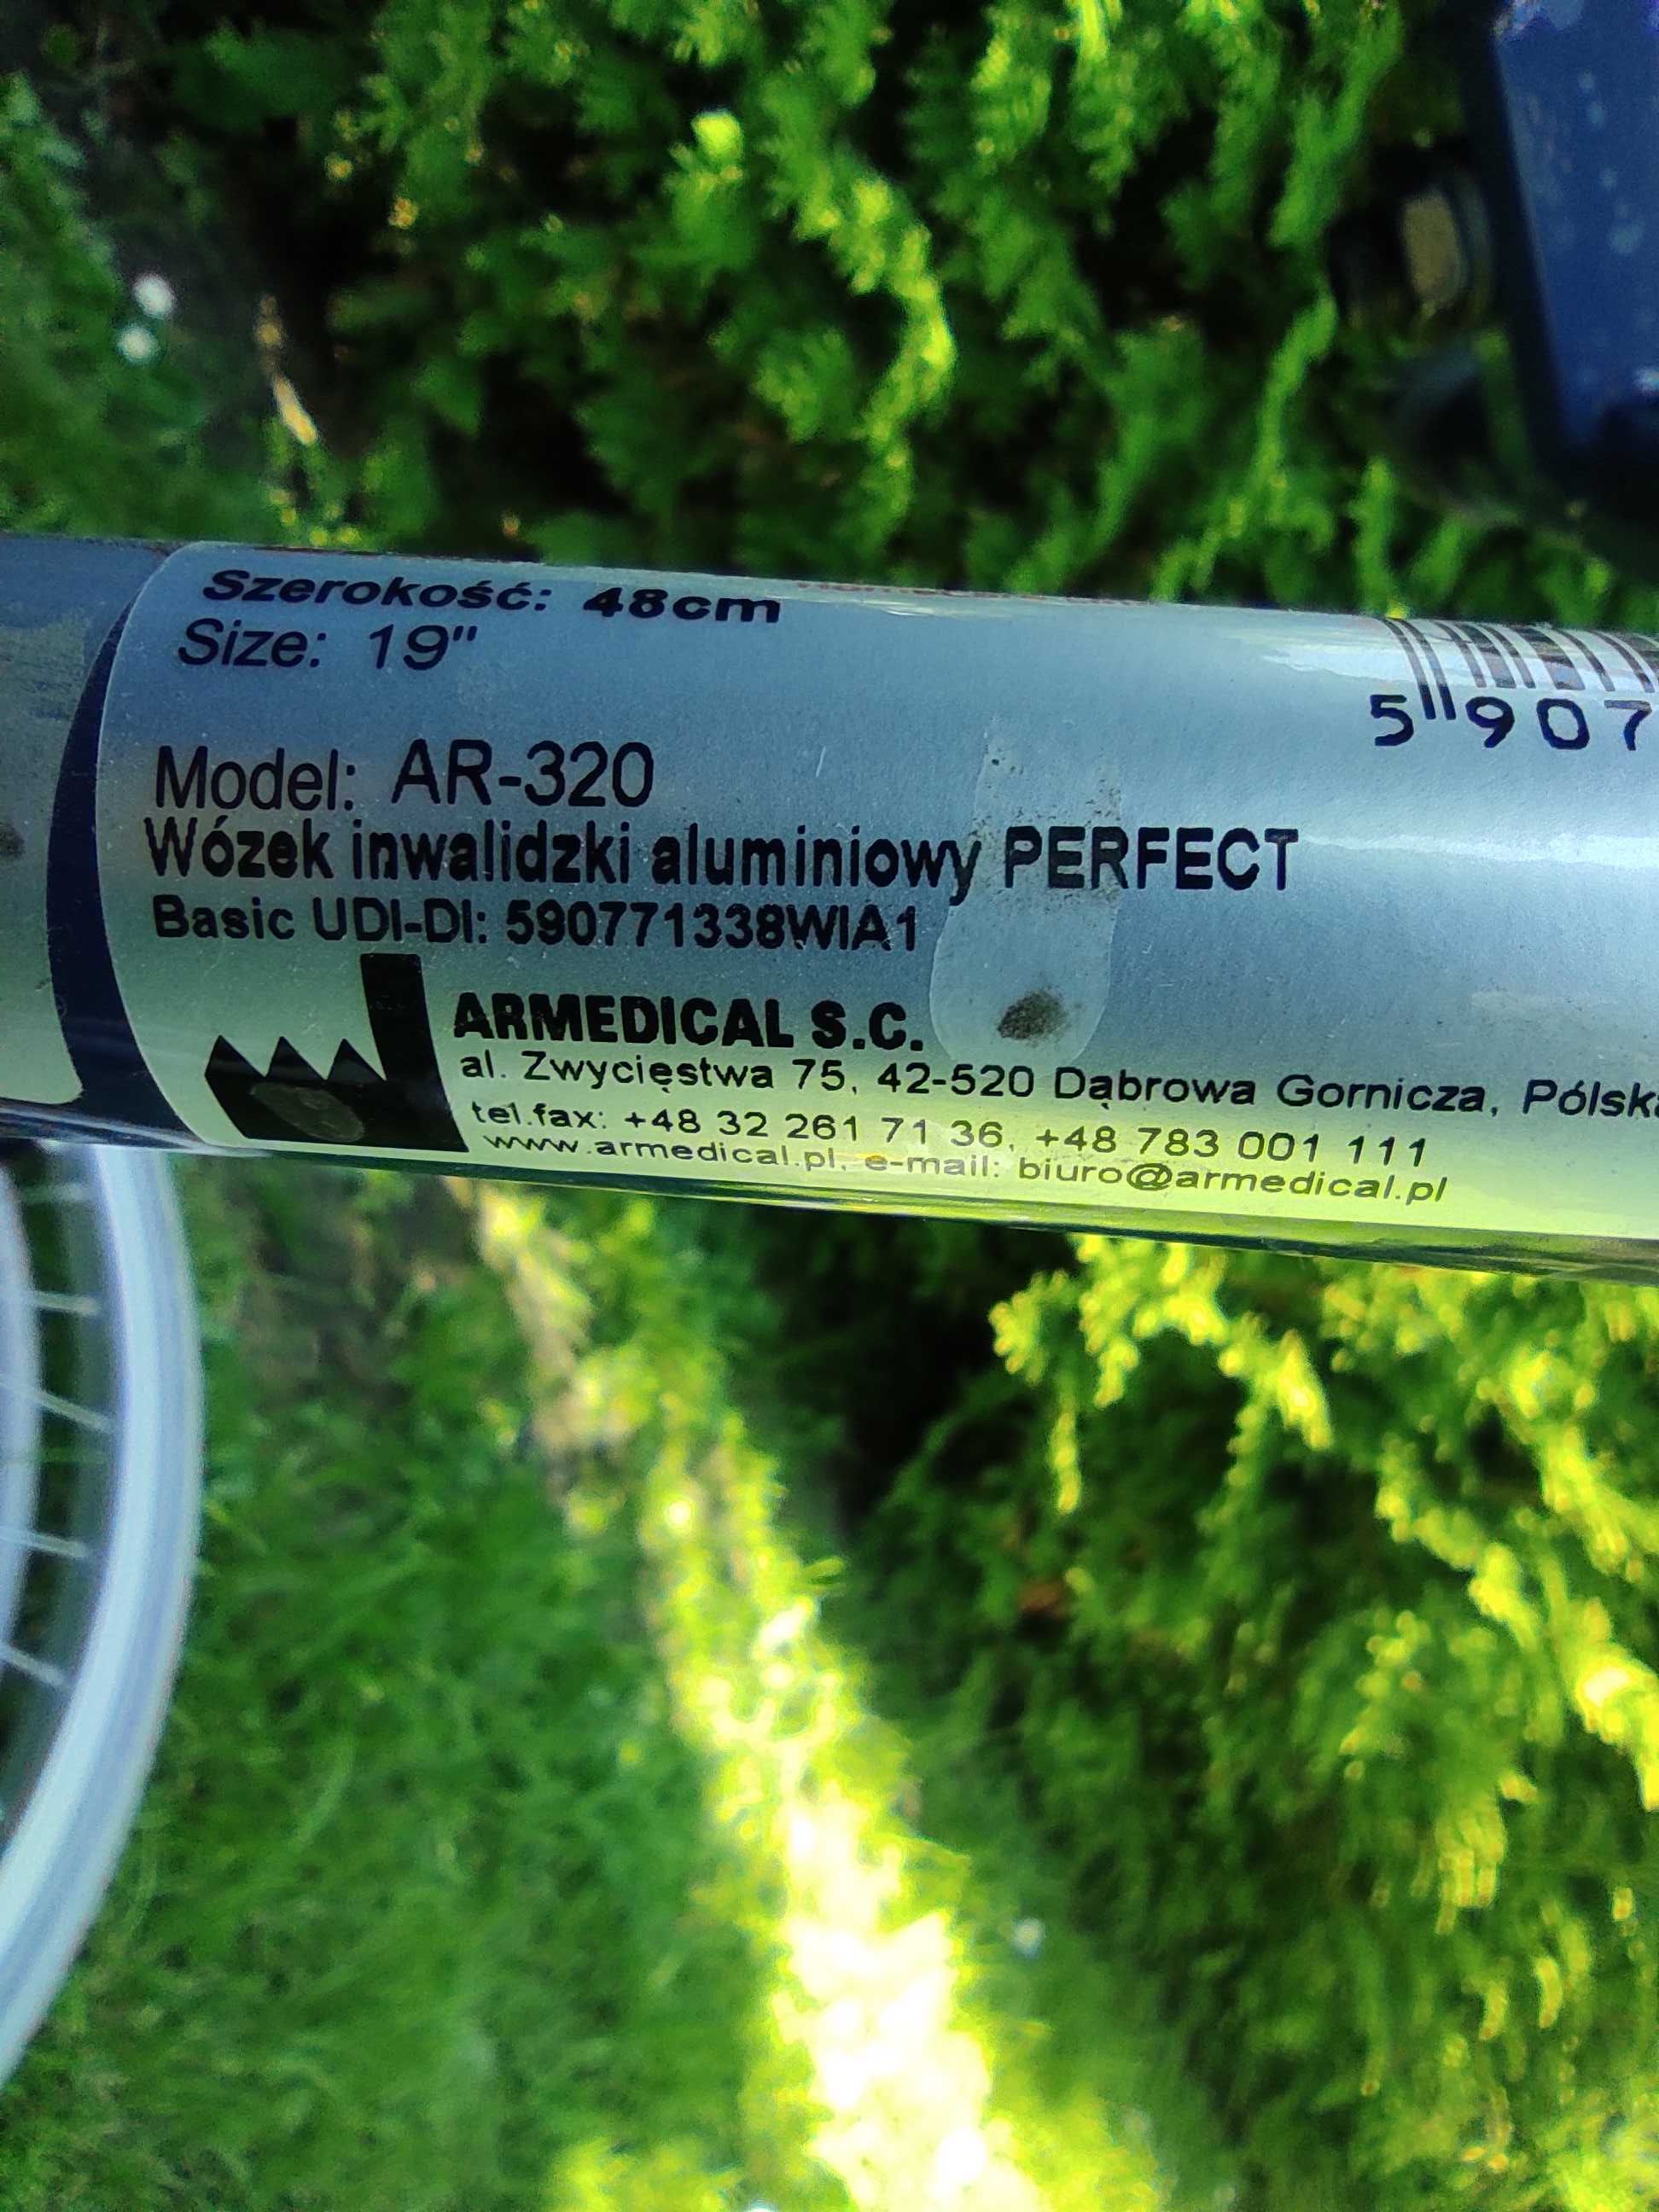 Szerokość: 48cm
Size: 19"
5 907
Model: AR-320
Wózek inwalidzki aluminiowy PERFECT
Basic UDI-DI: 590771338WIA1
ARMEDICAL S.C.
al. Zwycięstwa 75, 42-520 Dąbrowa Gornicza, Pólska
tel.fax: +48 32 261 71 36, +48 783 001 111
www.armedical.pl, e-mail: biuro@armedical.pl